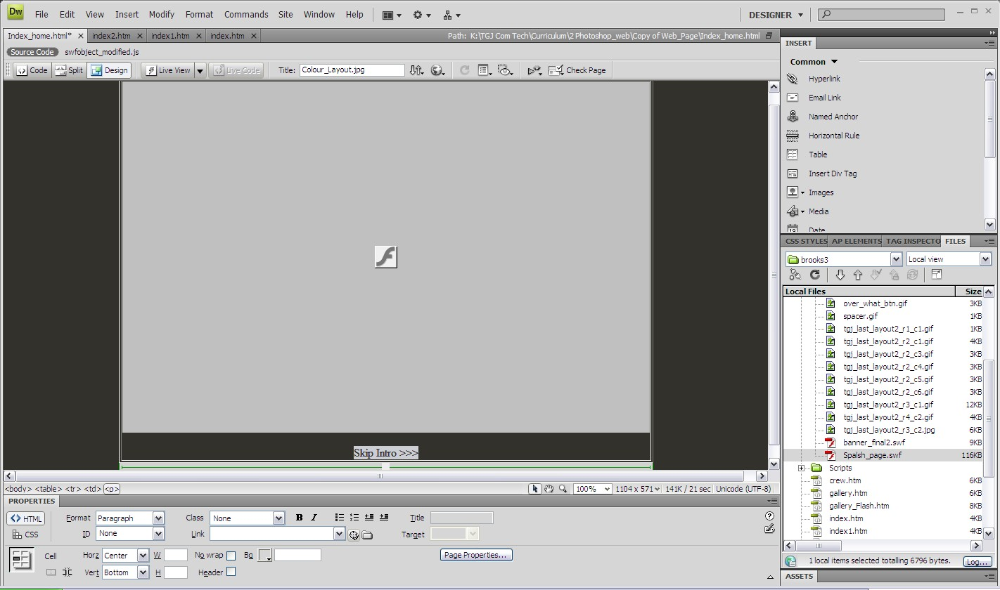 Dw File Edit View Insert Modify Format Commands Site Window Help DESIGNER
Index_home.html* index2.htm index1.htm index.htm Path: K:\TGJ Com Tech\Curriculum\2 Photoshop_web\Copy of Web_Page\Index_home.html
Source Code swfobject_modified.js
Code Split Design Live View Live Code Title: Colour_Layout.jpg Check Page
Skip Intro >>>
<body> <table> <tr> <td> <p> 100% 1104 x 571 141K / 21 sec Unicode (UTF-8)
PROPERTIES
HTML Format Paragraph Class None B I Title
CSS ID None Link Target
Cell Horz Center W No wrap Bg Page Properties...
Vert Bottom H Header
INSERT
Common
Hyperlink
Email Link
Named Anchor
Horizontal Rule
Table
Insert Div Tag
Images
Media
Date
CSS STYLES AP ELEMENTS TAG INSPECTO FILES
brooks3 Local view
Local Files Size
over_what_btn.gif 3KB
spacer.gif 1KB
tgj_last_layout2_r1_c1.gif 1KB
tgj_last_layout2_r2_c1.gif 4KB
tgj_last_layout2_r2_c3.gif 3KB
tgj_last_layout2_r2_c4.gif 3KB
tgj_last_layout2_r2_c5.gif 3KB
tgj_last_layout2_r2_c6.gif 3KB
tgj_last_layout2_r3_c1.gif 12KB
tgj_last_layout2_r4_c2.gif 4KB
tgj_last_layout2_r3_c2.jpg 6KB
banner_final2.swf 9KB
Spalsh_page.swf 116KB
Scripts
crew.htm 6KB
gallery.htm 6KB
gallery_Flash.htm 8KB
index.htm 4KB
index1.htm 4KB
1 local items selected totalling 6796 bytes. Log...
ASSETS